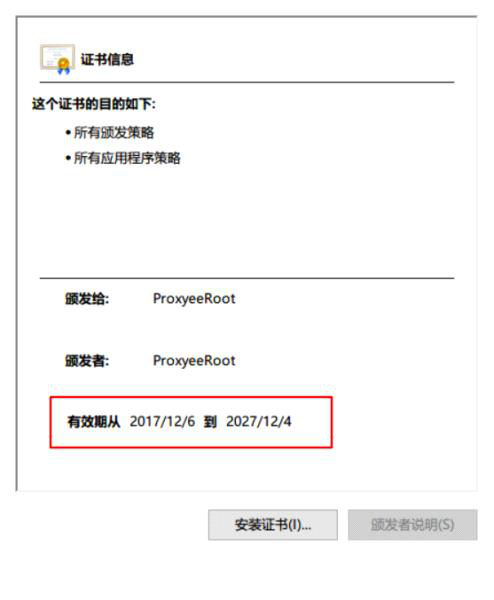 证书信息
这个证书的目的如下:
• 所有颁发策略
• 所有应用程序策略
颁发给: ProxyeeRoot
颁发者: ProxyeeRoot
有效期从 2017/12/6 到 2027/12/4
安装证书(I)... 颁发者说明(S)